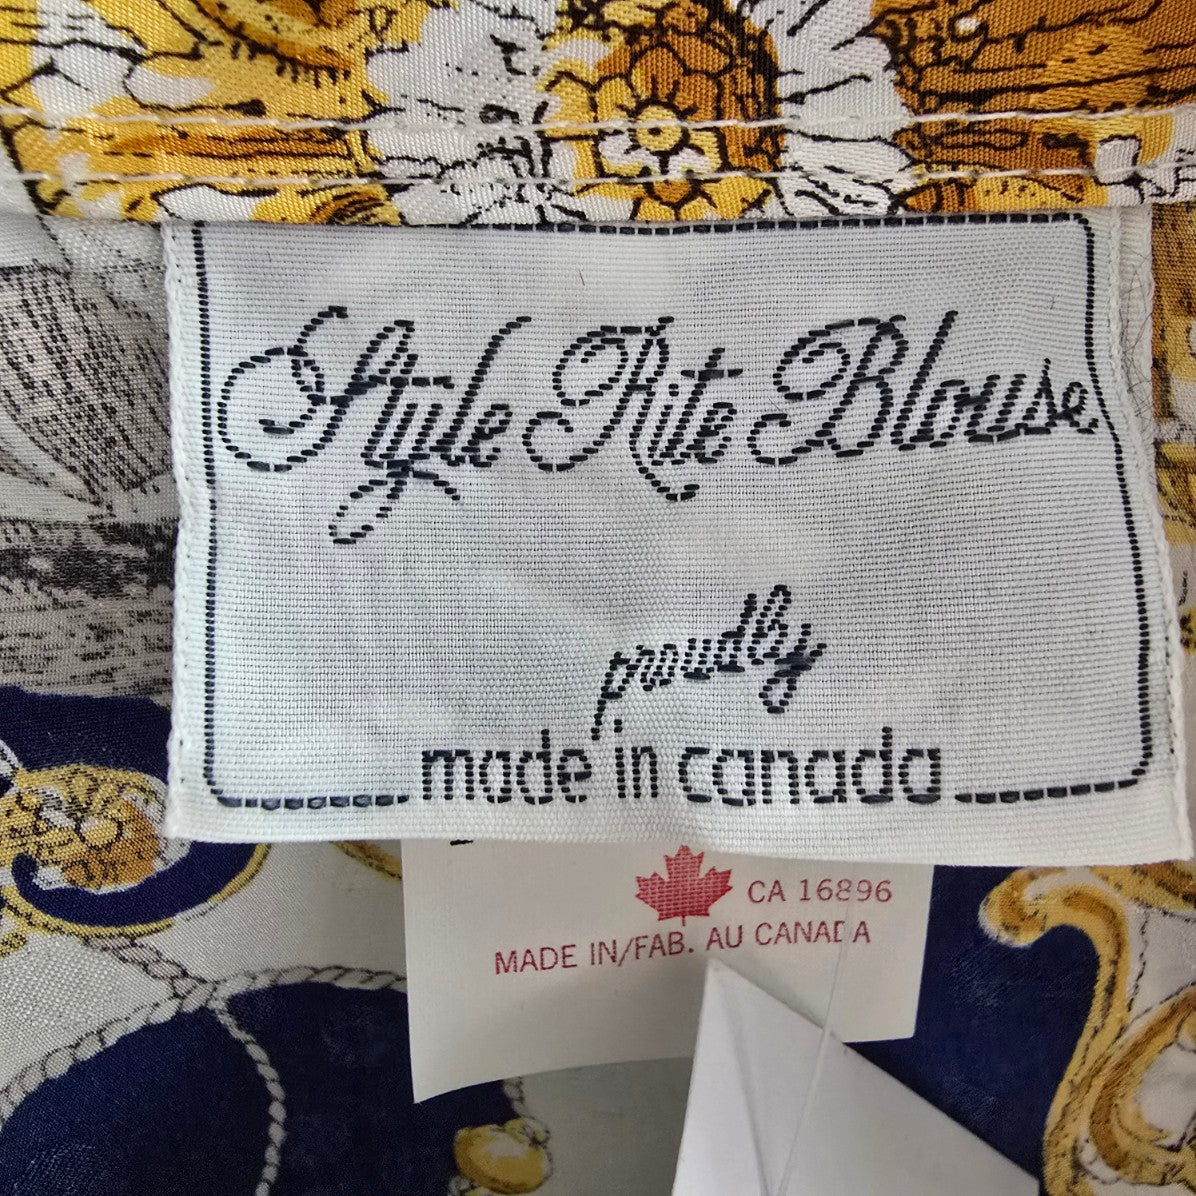 Style Rite Blouse
proudly
made in canada
CA 16896
MADE IN/FAB. AU CANADA